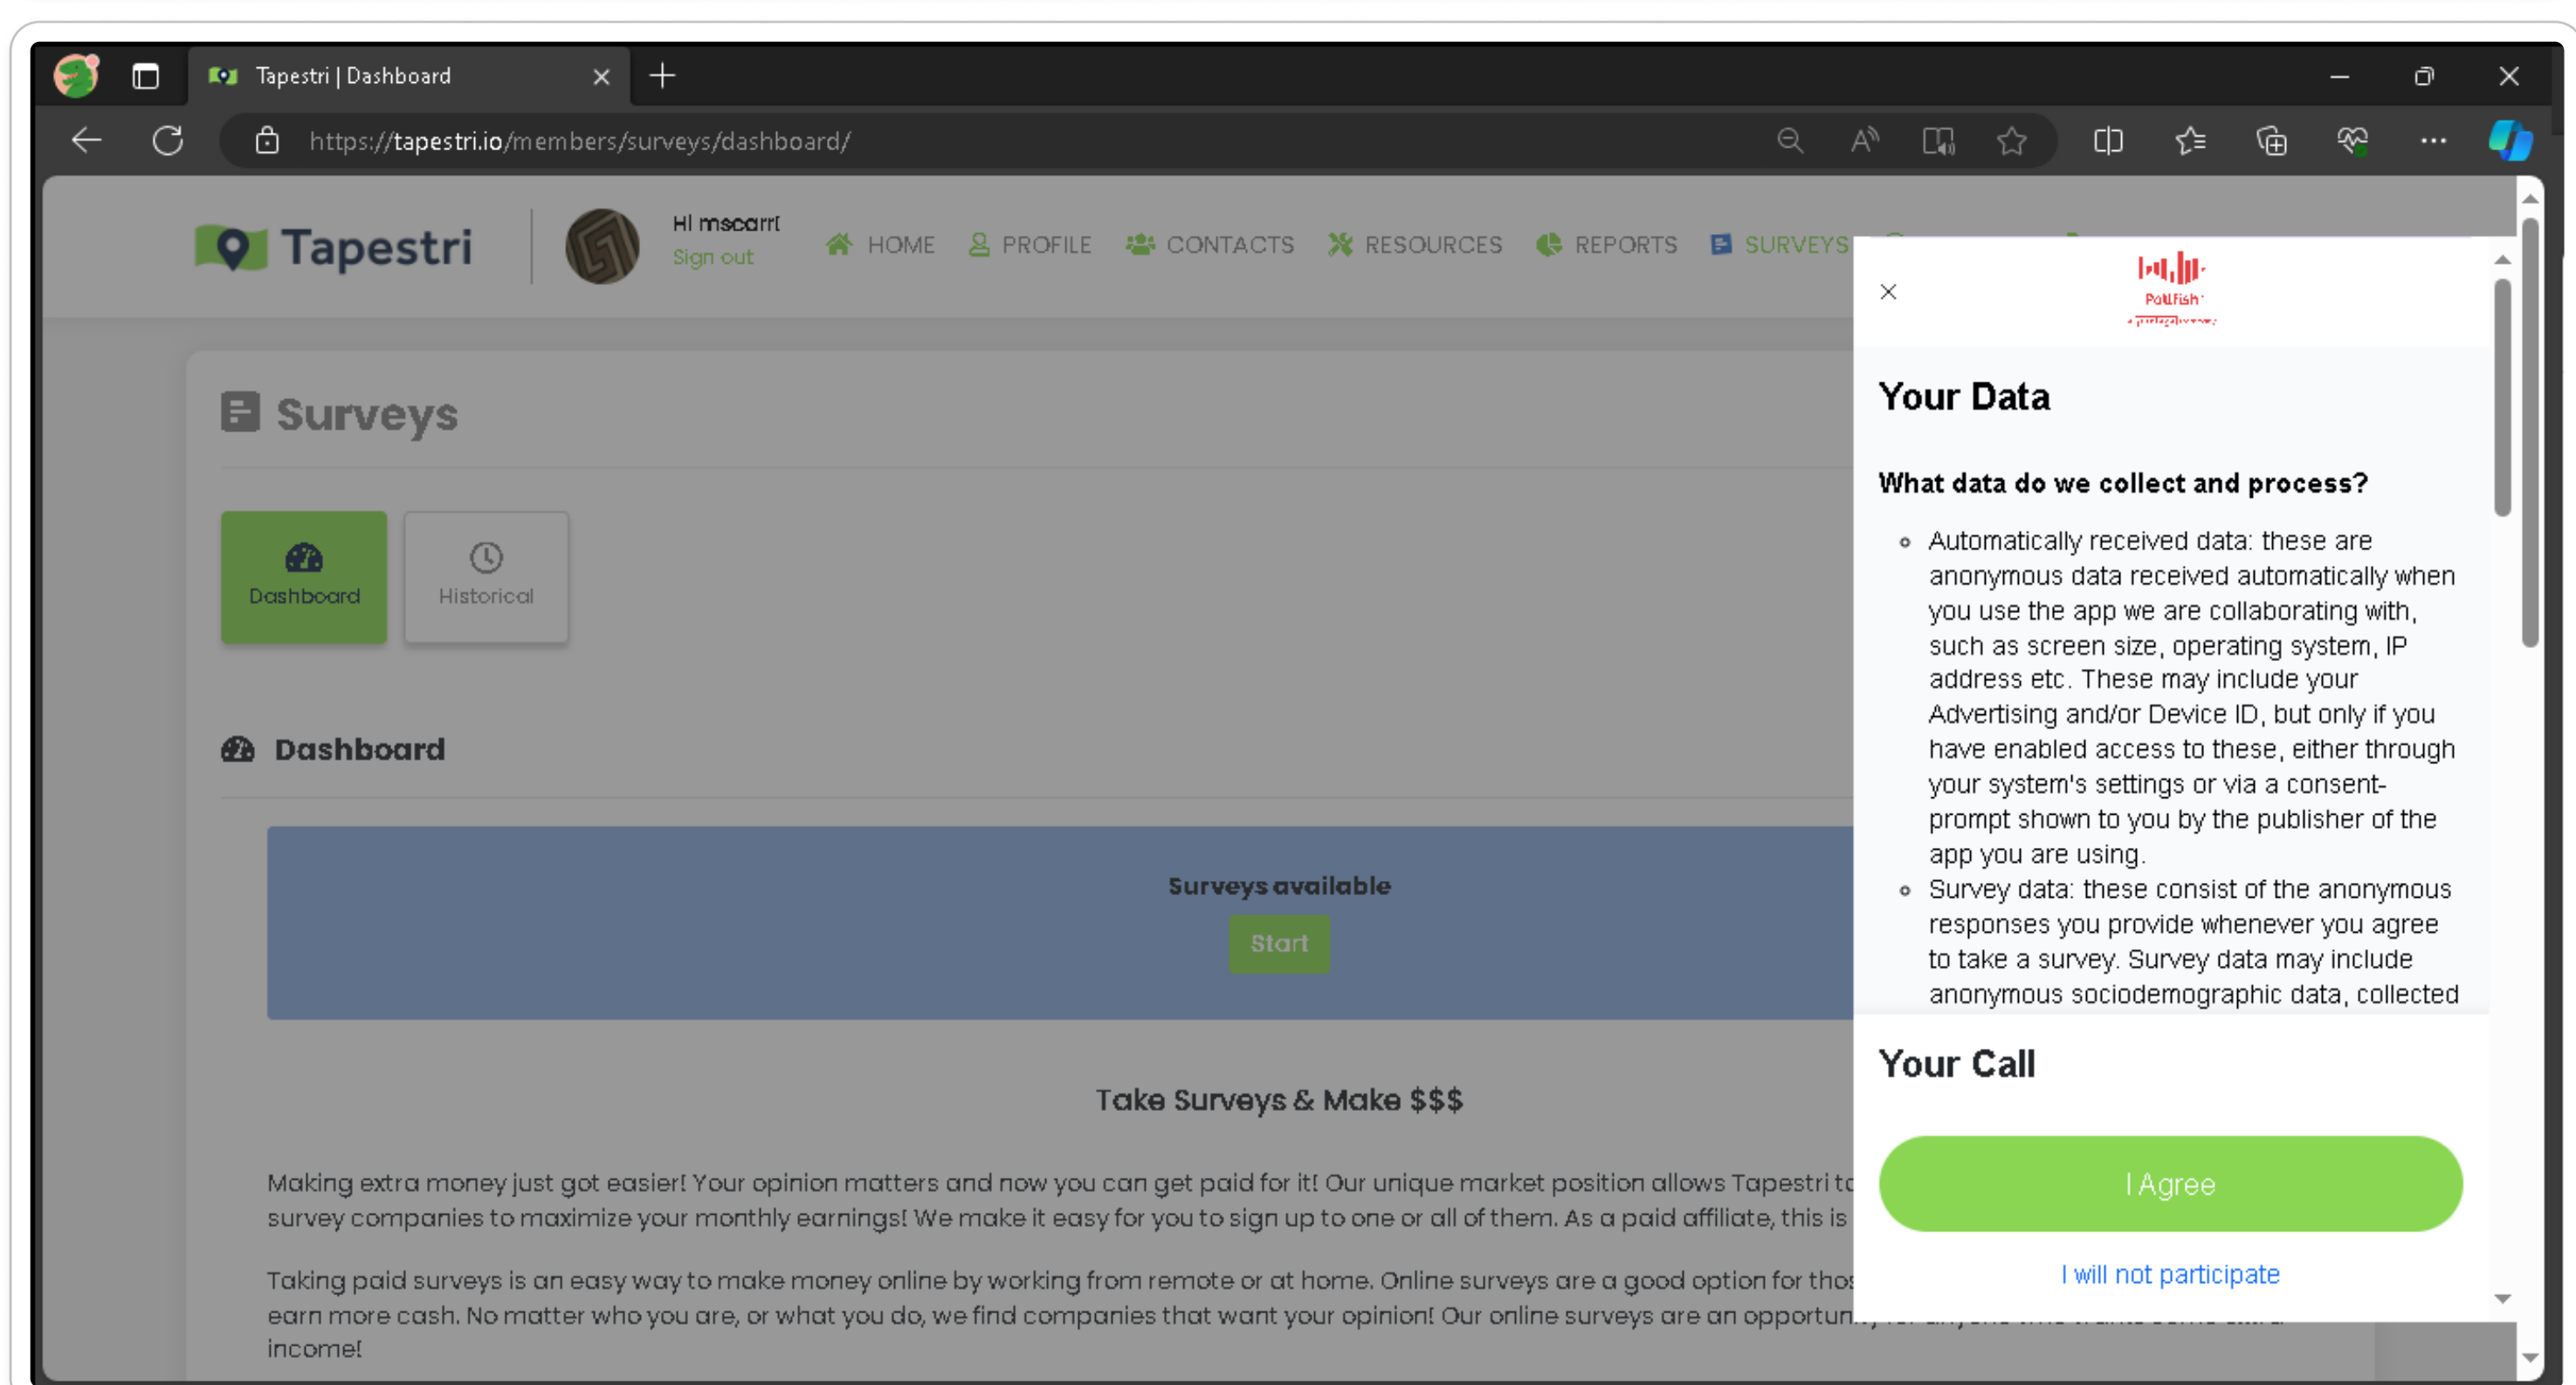 Tapestri | Dashboard
https://tapestri.io/members/surveys/dashboard/
Tapestri
Hi mscarr
Sign out
HOME
PROFILE
CONTACTS
RESOURCES
REPORTS
SURVEYS
Surveys
Dashboard
Historical
Dashboard
Surveys available
Start
Take Surveys & Make $$$
Making extra money just got easier! Your opinion matters and now you can get paid for it! Our unique market position allows Tapestri to
survey companies to maximize your monthly earnings! We make it easy for you to sign up to one or all of them. As a paid affiliate, this is
Taking paid surveys is an easy way to make money online by working from remote or at home. Online surveys are a good option for
earn more cash. No matter who you are, or what you do, we find companies that want your opinion! Our online surveys are an
income!
Pollfish
Your Data
What data do we collect and process?
Automatically received data: these are
anonymous data received automatically when
you use the app we are collaborating with,
such as screen size, operating system, IP
address etc. These may include your
Advertising and/or Device ID, but only if you
have enabled access to these, either through
your system's settings or via a consent-
prompt shown to you by the publisher of the
app you are using.
Survey data: these consist of the anonymous
responses you provide whenever you agree
to take a survey. Survey data may include
anonymous sociodemographic data, collected
Your Call
I Agree
I will not participate